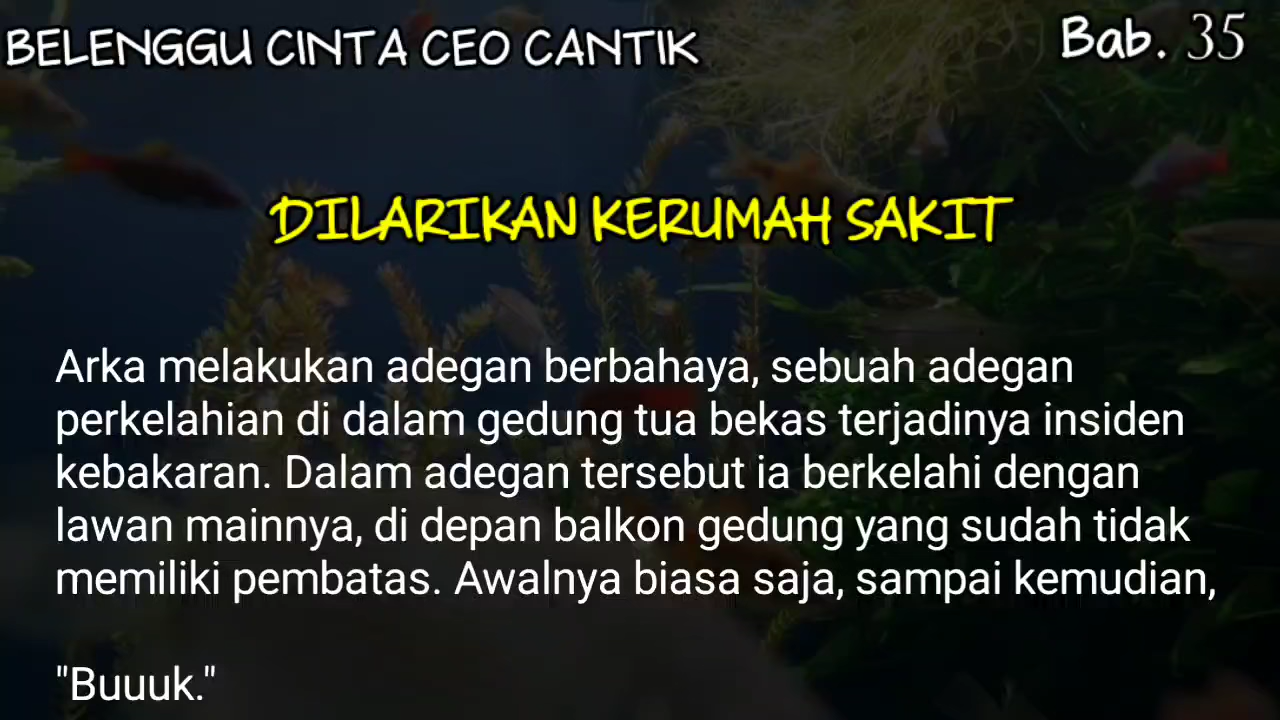 BELENGGU CINTA CEO CANTIK
Bab. 35
DILARIKAN KERUMAH SAKIT
Arka melakukan adegan berbahaya, sebuah adegan
perkelahian di dalam gedung tua bekas terjadinya insiden
kebakaran. Dalam adegan tersebut ia berkelahi dengan
lawan mainnya, di depan balkon gedung yang sudah tidak
memiliki pembatas. Awalnya biasa saja, sampai kemudian,
"Buuuk."